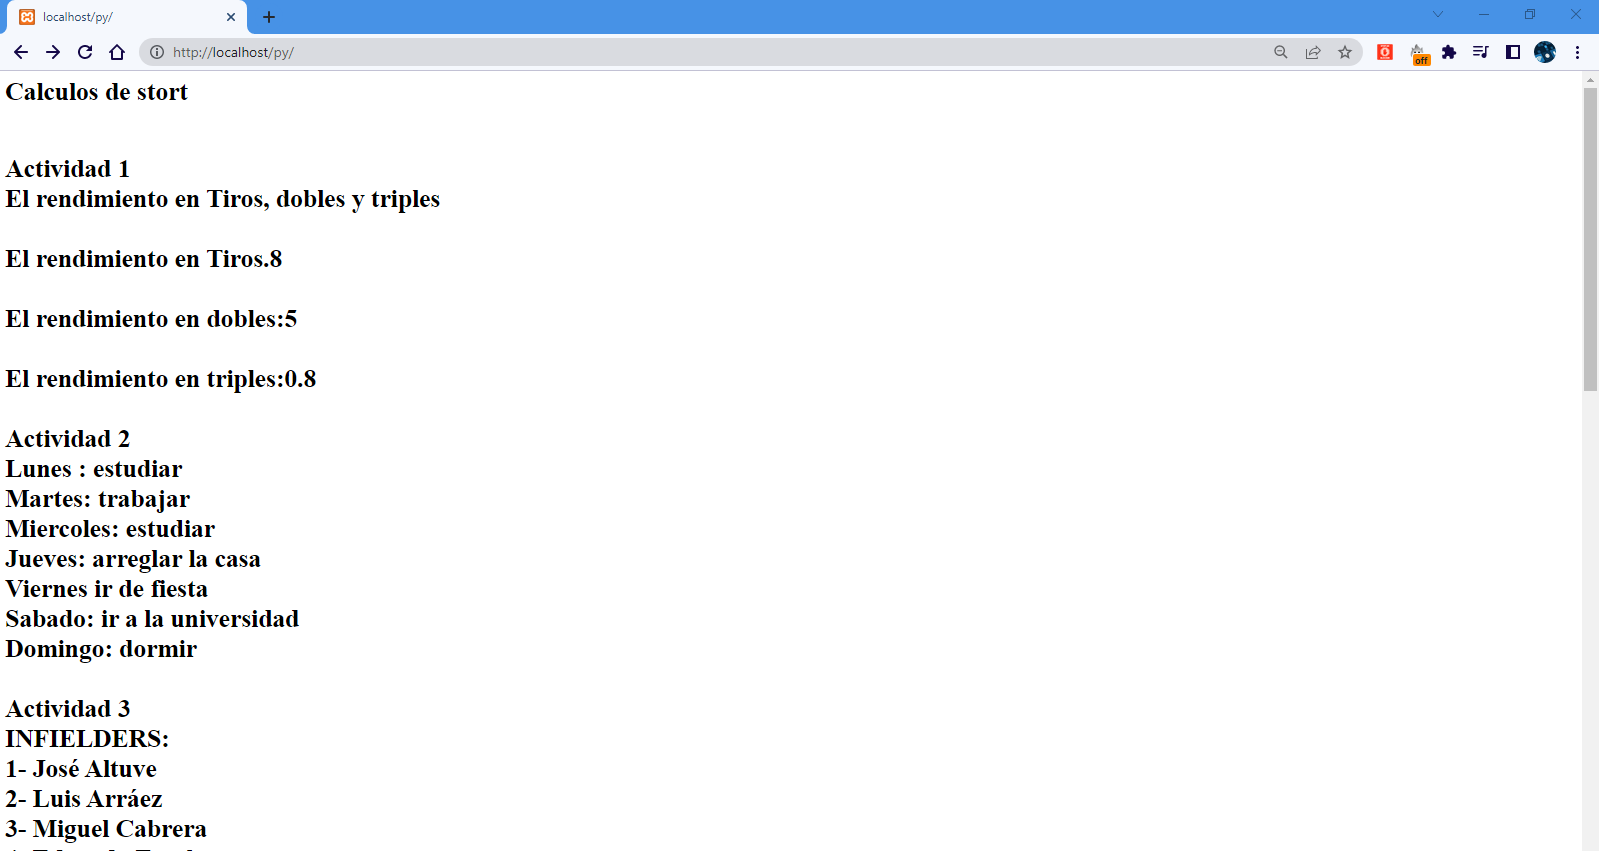 localhost/py/
http://localhost/py/
off
Calculos de stort
Actividad 1
El rendimiento en Tiros, dobles y triples
El rendimiento en Tiros.8
El rendimiento en dobles:5
El rendimiento en triples:0.8
Actividad 2
Lunes : estudiar
Martes: trabajar
Miercoles: estudiar
Jueves: arreglar la casa
Viernes ir de fiesta
Sabado: ir a la universidad
Domingo: dormir
Actividad 3
INFIELDERS:
1- José Altuve
2- Luis Arráez
3- Miguel Cabrera